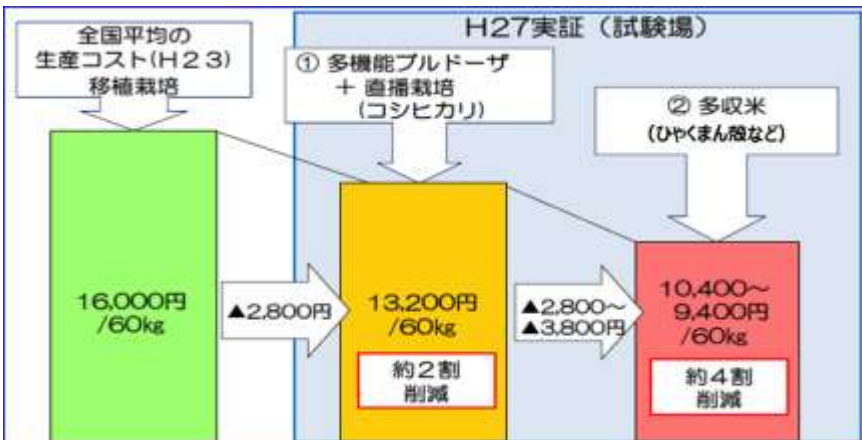 H27実証（試験場）
全国平均の
生産コスト(H23)
移植栽培
① 多機能ブルドーザ
＋ 直播栽培
(コシヒカリ)
② 多収米
(ひゃくまん穀など)
16,000円
/60kg
▲2,800円
13,200円
/60kg
約2割
削減
▲2,800～
▲3,800円
10,400～
9,400円
/60kg
約4割
削減